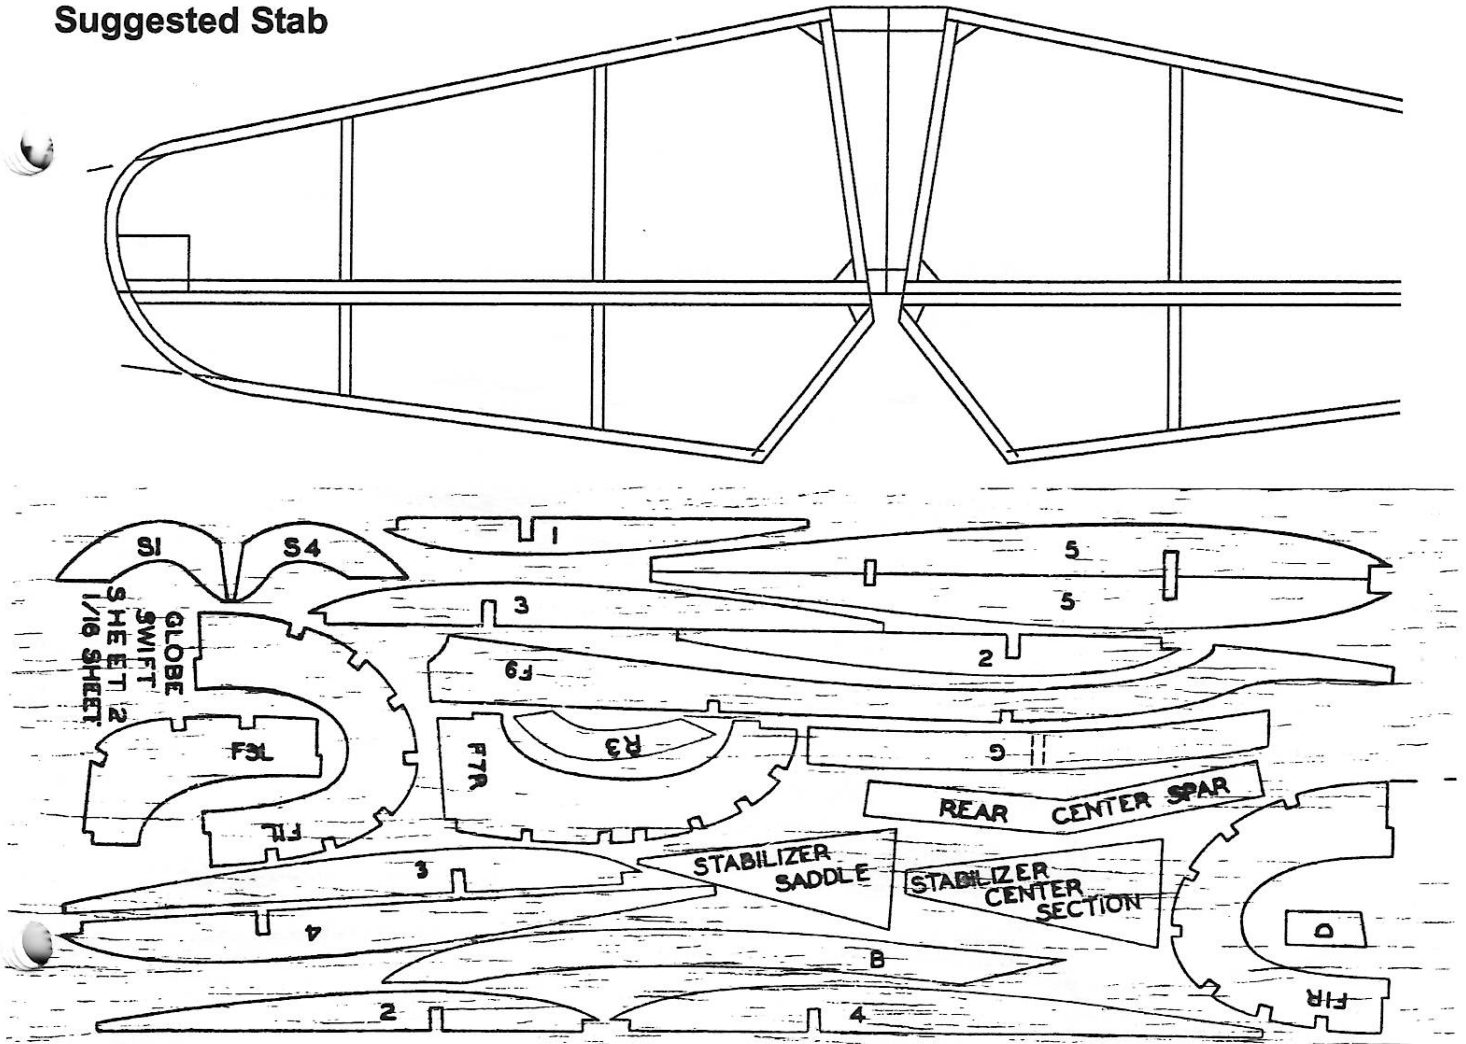 Suggested Stab
S1
S4
1
5
5
3
GLOBE
SWIFT
SHEET 2
1/16 SHEET
2
F9
F3L
F7R
R3
G
F1L
REAR CENTER SPAR
3
STABILIZER
SADDLE
STABILIZER
CENTER
SECTION
4
B
D
F1R
2
4